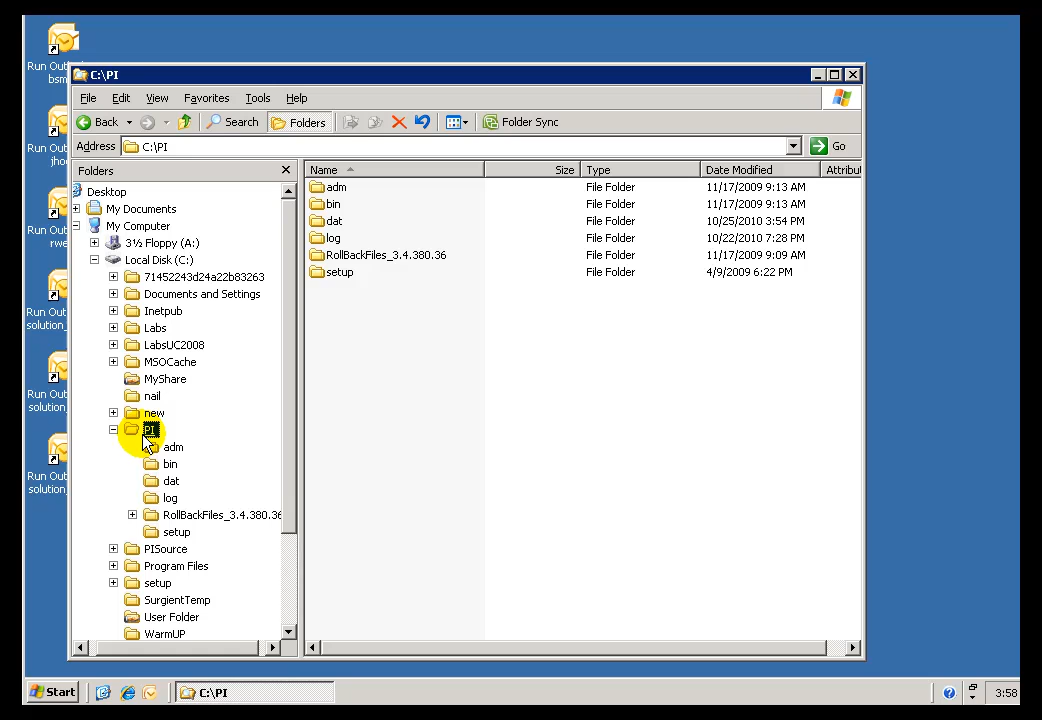 Run Out
bsm
Run Out
jho
Run Out
rwe
Run Out
solution_
Run Out
solution_
Run Out
solution_
C:\PI
File Edit View Favorites Tools Help
Back Search Folders Folder Sync
Address C:\PI Go
Folders
Desktop
My Documents
My Computer
3½ Floppy (A:)
Local Disk (C:)
71452243d24a22b83263
Documents and Settings
Inetpub
Labs
LabsUC2008
MSOCache
MyShare
nail
new
PI
adm
bin
dat
log
RollBackFiles_3.4.380.36
setup
PISource
Program Files
setup
SurgientTemp
User Folder
WarmUP
Name Size Type Date Modified Attribu
adm File Folder 11/17/2009 9:13 AM
bin File Folder 11/17/2009 9:13 AM
dat File Folder 10/25/2010 3:54 PM
log File Folder 10/22/2010 7:28 PM
RollBackFiles_3.4.380.36 File Folder 11/17/2009 9:09 AM
setup File Folder 4/9/2009 6:22 PM
Start C:\PI 3:58